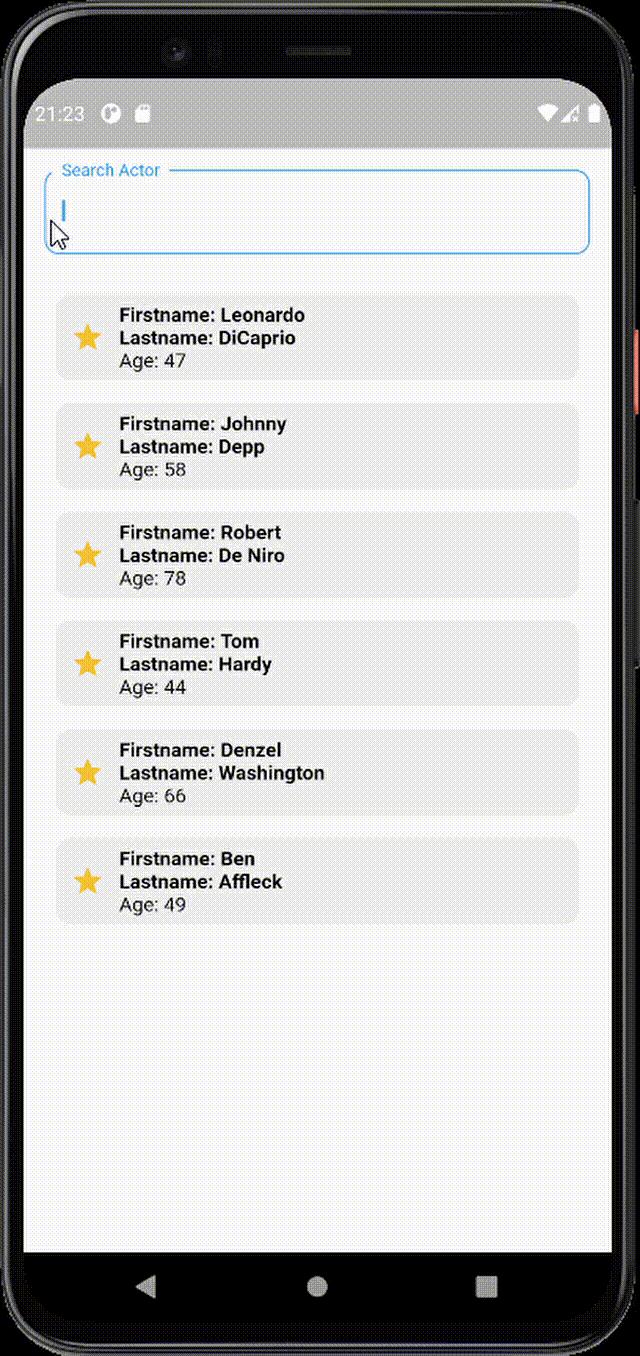 21:23
Search Actor
Firstname: Leonardo
Lastname: DiCaprio
Age: 47
Firstname: Johnny
Lastname: Depp
Age: 58
Firstname: Robert
Lastname: De Niro
Age: 78
Firstname: Tom
Lastname: Hardy
Age: 44
Firstname: Denzel
Lastname: Washington
Age: 66
Firstname: Ben
Lastname: Affleck
Age: 49